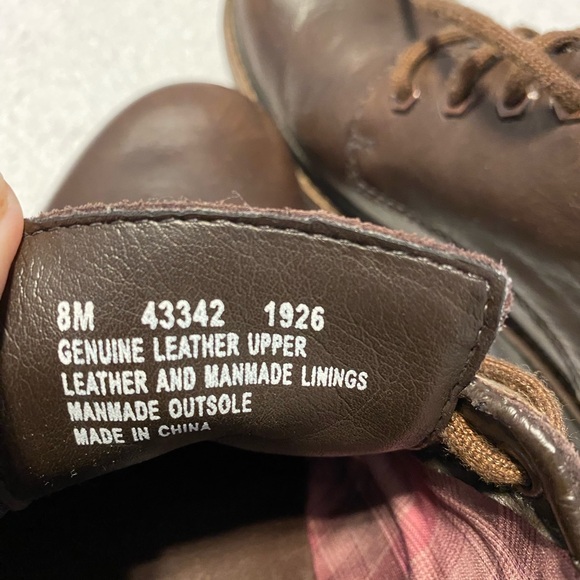 8M 43342 1926
GENUINE LEATHER UPPER
LEATHER AND MANMADE LININGS
MANMADE OUTSOLE
MADE IN CHINA